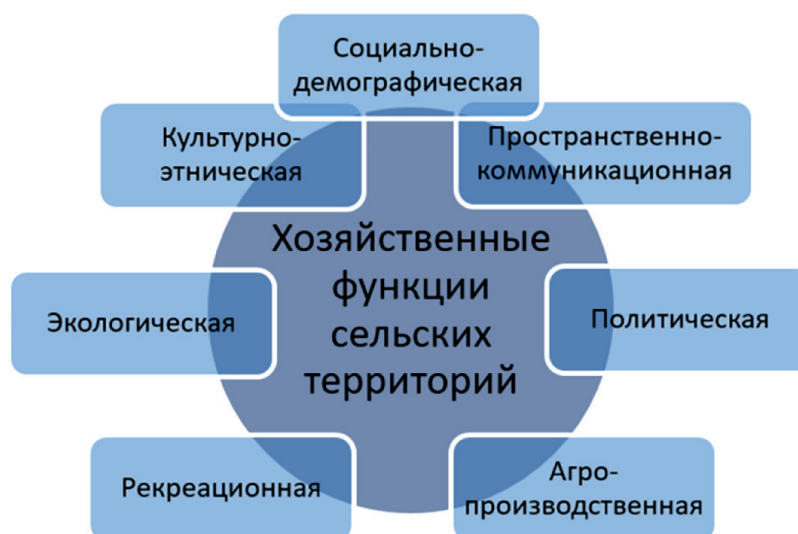 Социально-
демографическая
Культурно-
этническая
Пространственно-
коммуникационная
Хозяйственные
функции
сельских
территорий
Экологическая
Политическая
Рекреационная
Агро-
производственная